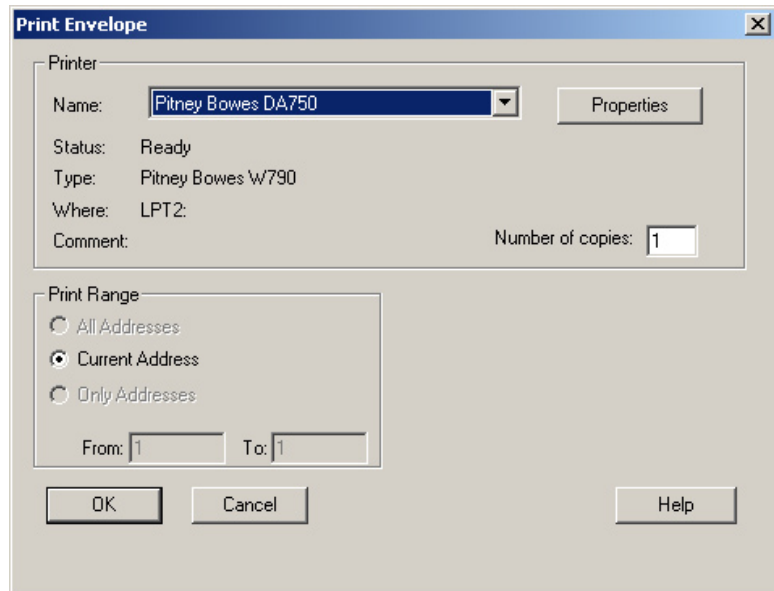 Print Envelope
Printer
Name: Pitney Bowes DA750 Properties
Status: Ready
Type: Pitney Bowes W790
Where: LPT2:
Comment: Number of copies: 1
Print Range
All Addresses
Current Address
Only Addresses
From: 1 To: 1
OK Cancel Help